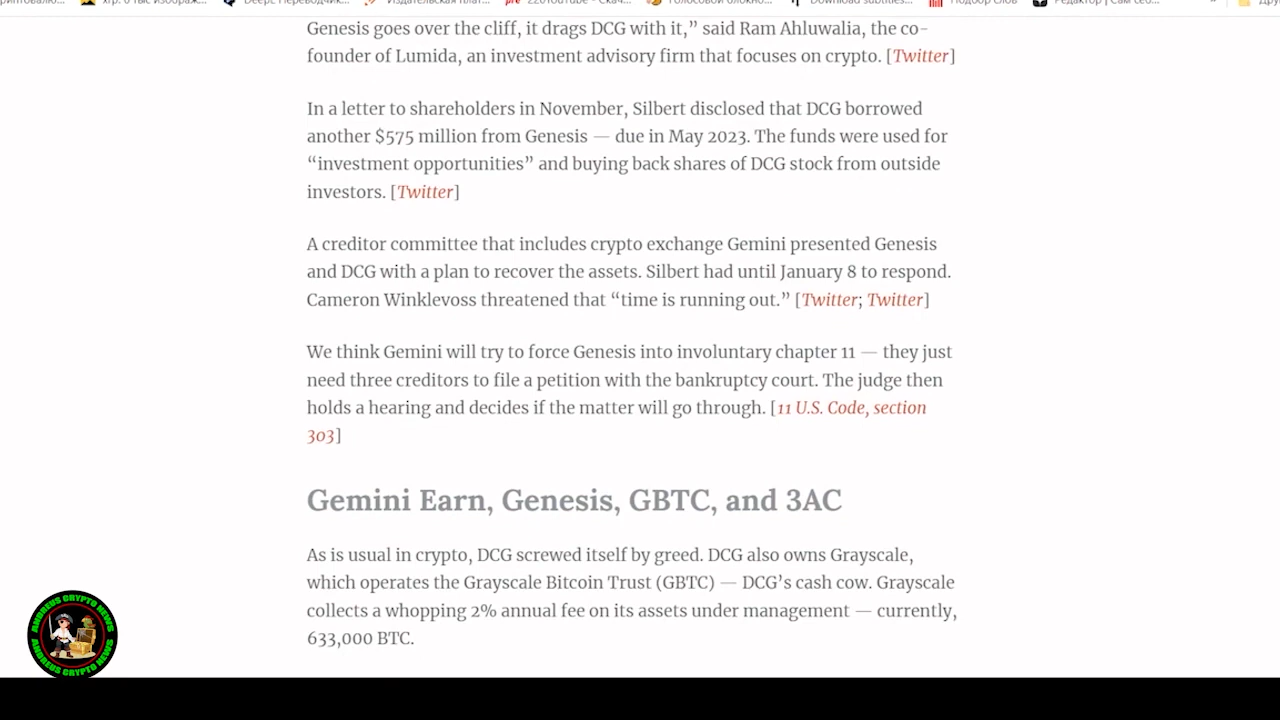 Genesis goes over the cliff, it drags DCG with it,” said Ram Ahluwalia, the co-
founder of Lumida, an investment advisory firm that focuses on crypto. [Twitter]
In a letter to shareholders in November, Silbert disclosed that DCG borrowed
another $575 million from Genesis — due in May 2023. The funds were used for
“investment opportunities” and buying back shares of DCG stock from outside
investors. [Twitter]
A creditor committee that includes crypto exchange Gemini presented Genesis
and DCG with a plan to recover the assets. Silbert had until January 8 to respond.
Cameron Winklevoss threatened that “time is running out.” [Twitter; Twitter]
We think Gemini will try to force Genesis into involuntary chapter 11 — they just
need three creditors to file a petition with the bankruptcy court. The judge then
holds a hearing and decides if the matter will go through. [11 U.S. Code, section
303]
Gemini Earn, Genesis, GBTC, and 3AC
As is usual in crypto, DCG screwed itself by greed. DCG also owns Grayscale,
which operates the Grayscale Bitcoin Trust (GBTC) — DCG’s cash cow. Grayscale
collects a whopping 2% annual fee on its assets under management — currently,
633,000 BTC.
ANDREUS CRYPTO NEWS
ANDREUS CRYPTO NEWS